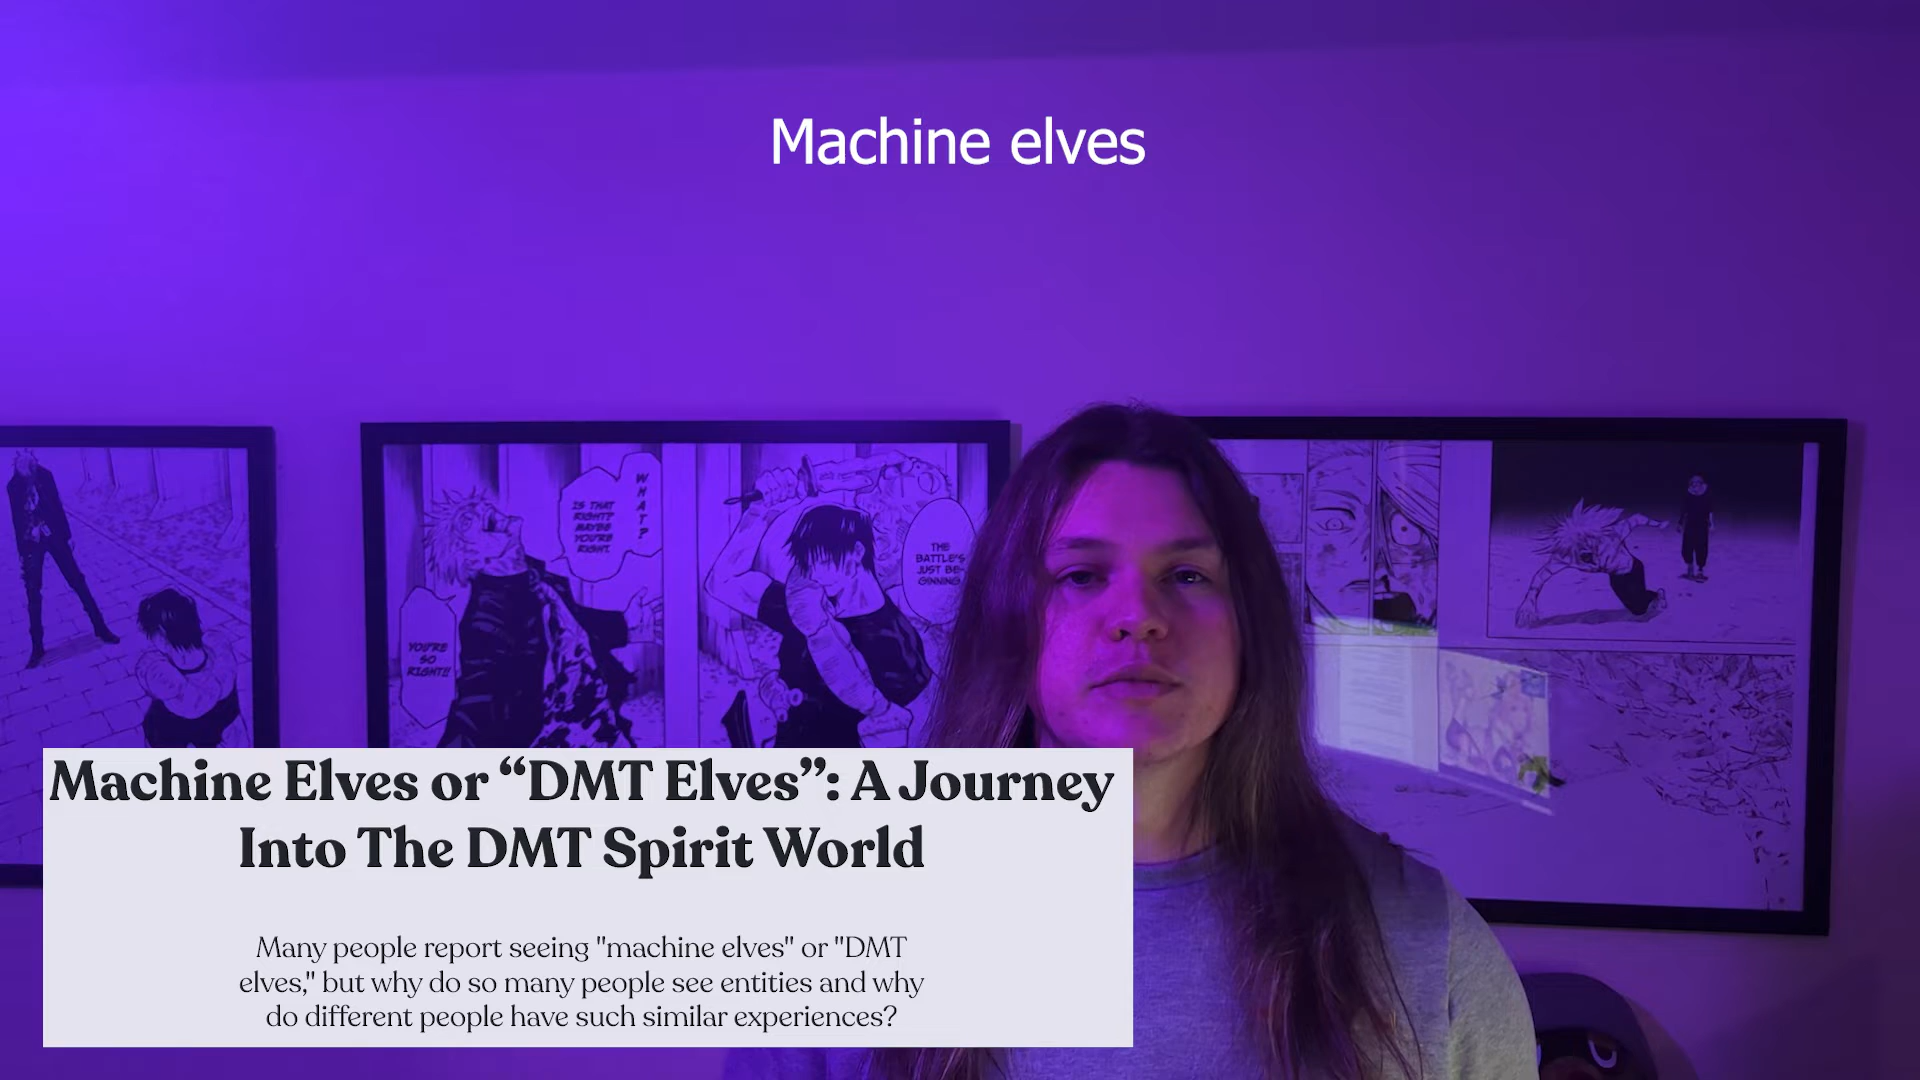 Machine elves
WHAT?
IS THAT
RIGHT?
MAYBE
YOU'RE
RIGHT.
THE
BATTLE'S
JUST BE-
GINNING
YOU'RE
SO
RIGHT!!
Machine Elves or “DMT Elves”: A Journey
Into The DMT Spirit World
Many people report seeing "machine elves" or "DMT
elves," but why do so many people see entities and why
do different people have such similar experiences?